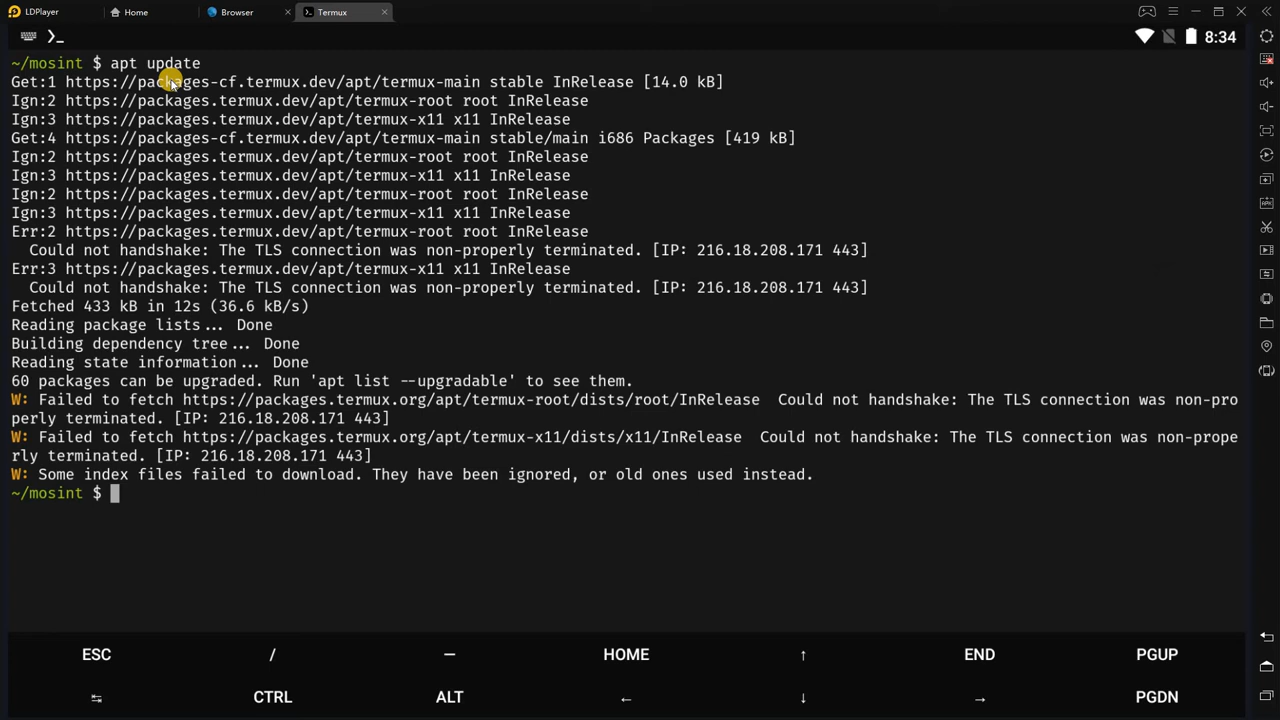 LDPlayer Home Browser Termux
8:34
~/mosint $ apt update
Get:1 https://packages-cf.termux.dev/apt/termux-main stable InRelease [14.0 kB]
Ign:2 https://packages.termux.dev/apt/termux-root root InRelease
Ign:3 https://packages.termux.dev/apt/termux-x11 x11 InRelease
Get:4 https://packages-cf.termux.dev/apt/termux-main stable/main i686 Packages [419 kB]
Ign:2 https://packages.termux.dev/apt/termux-root root InRelease
Ign:3 https://packages.termux.dev/apt/termux-x11 x11 InRelease
Ign:2 https://packages.termux.dev/apt/termux-root root InRelease
Ign:3 https://packages.termux.dev/apt/termux-x11 x11 InRelease
Err:2 https://packages.termux.dev/apt/termux-root root InRelease
Could not handshake: The TLS connection was non-properly terminated. [IP: 216.18.208.171 443]
Err:3 https://packages.termux.dev/apt/termux-x11 x11 InRelease
Could not handshake: The TLS connection was non-properly terminated. [IP: 216.18.208.171 443]
Fetched 433 kB in 12s (36.6 kB/s)
Reading package lists... Done
Building dependency tree... Done
Reading state information... Done
60 packages can be upgraded. Run 'apt list --upgradable' to see them.
W: Failed to fetch https://packages.termux.org/apt/termux-root/dists/root/InRelease  Could not handshake: The TLS connection was non-pro
perly terminated. [IP: 216.18.208.171 443]
W: Failed to fetch https://packages.termux.org/apt/termux-x11/dists/x11/InRelease  Could not handshake: The TLS connection was non-prope
rly terminated. [IP: 216.18.208.171 443]
W: Some index files failed to download. They have been ignored, or old ones used instead.
~/mosint $
ESC / — HOME ↑ END PGUP
↹ CTRL ALT ← ↓ → PGDN